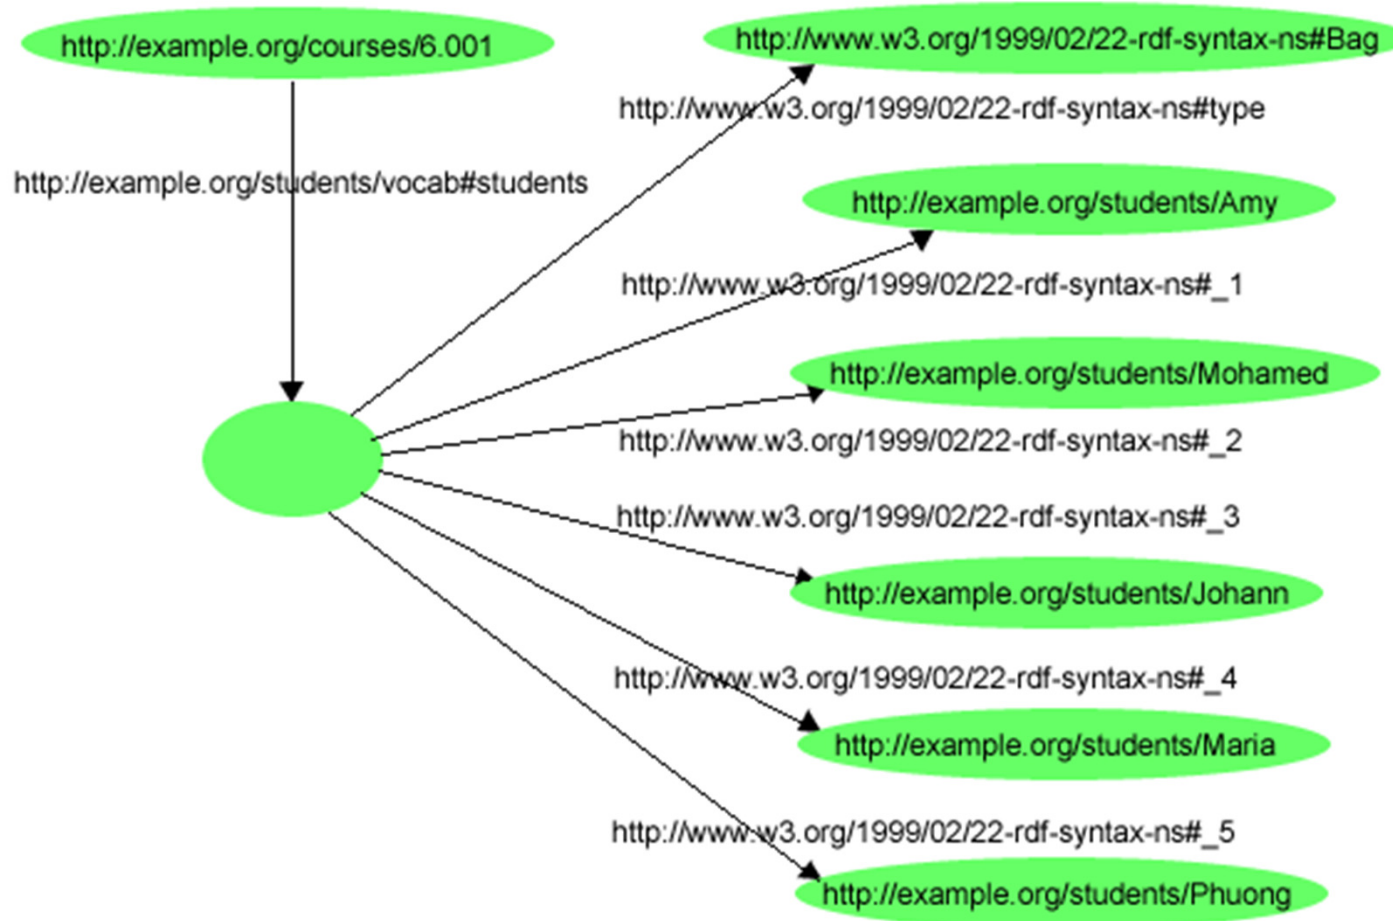 http://example.org/courses/6.001
http://www.w3.org/1999/02/22-rdf-syntax-ns#Bag
http://www.w3.org/1999/02/22-rdf-syntax-ns#type
http://example.org/students/vocab#students
http://example.org/students/Amy
http://www.w3.org/1999/02/22-rdf-syntax-ns#_1
http://example.org/students/Mohamed
http://www.w3.org/1999/02/22-rdf-syntax-ns#_2
http://www.w3.org/1999/02/22-rdf-syntax-ns#_3
http://example.org/students/Johann
http://www.w3.org/1999/02/22-rdf-syntax-ns#_4
http://example.org/students/Maria
http://www.w3.org/1999/02/22-rdf-syntax-ns#_5
http://example.org/students/Phuong